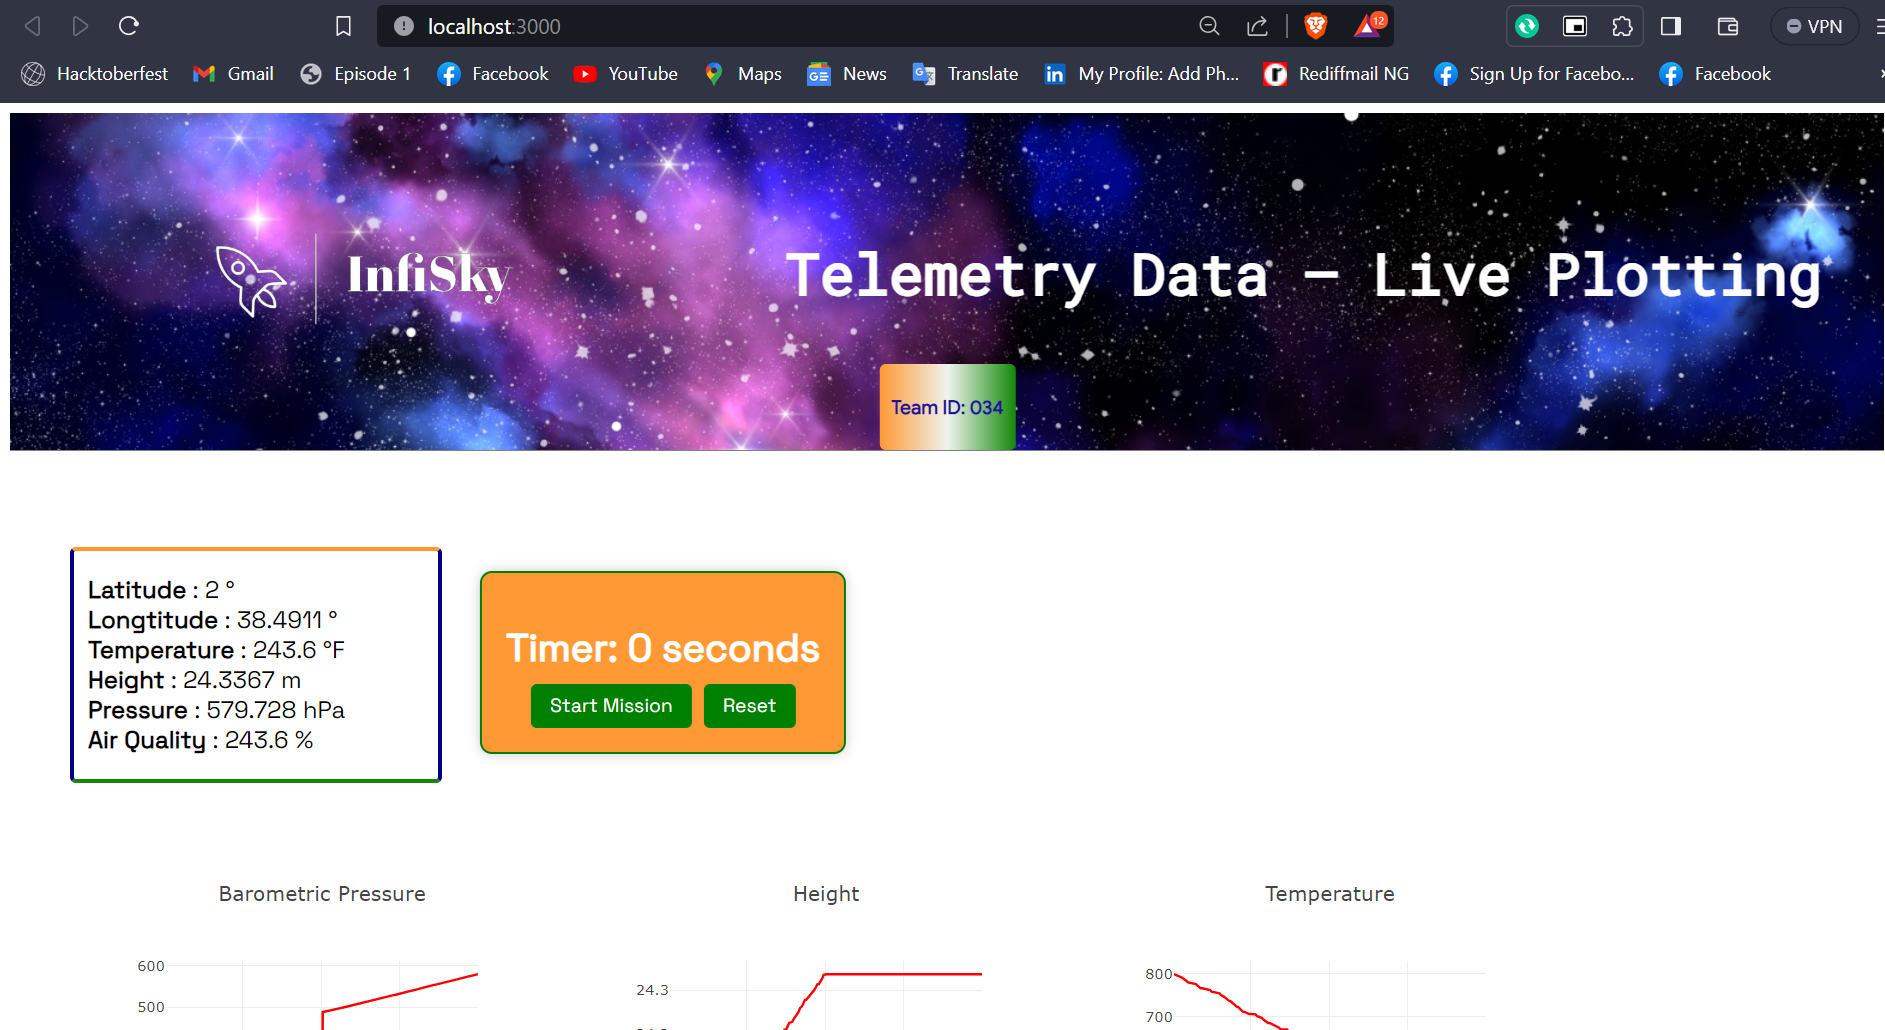 localhost:3000
12
VPN
Hacktoberfest
Gmail
Episode 1
Facebook
YouTube
Maps
News
Translate
My Profile: Add Ph...
Rediffmail NG
Sign Up for Facebo...
Facebook
InfiSky
Telemetry Data – Live Plotting
Team ID: 034
Latitude : 2 °
Longtitude : 38.4911 °
Temperature : 243.6 °F
Height : 24.3367 m
Pressure : 579.728 hPa
Air Quality : 243.6 %
Timer: 0 seconds
Start Mission
Reset
Barometric Pressure
600
500
Height
24.3
Temperature
800
700